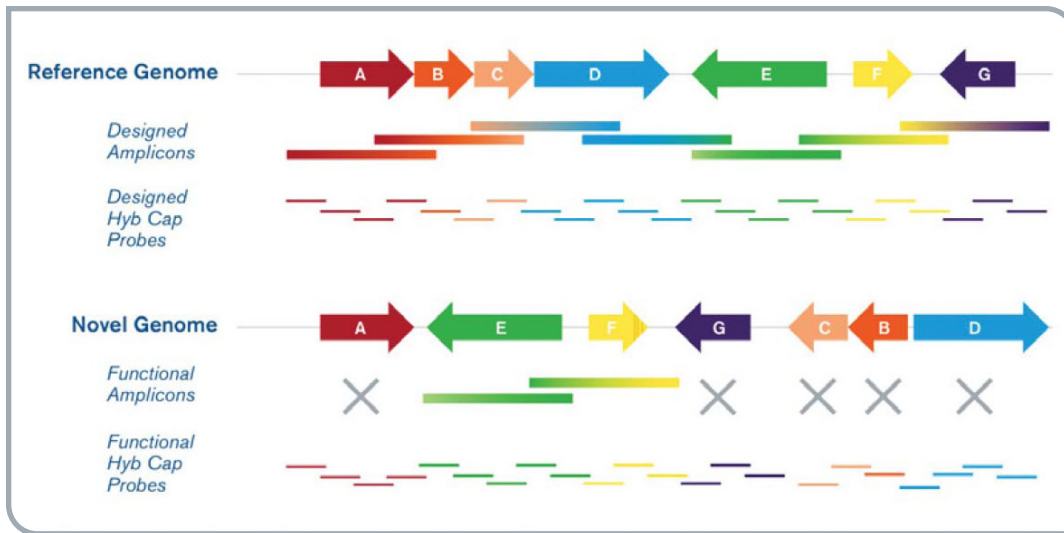 Reference Genome
A B C D E F G
Designed
Amplicons
Designed
Hyb Cap
Probes
Novel Genome
A E F G C B D
Functional
Amplicons
Functional
Hyb Cap
Probes